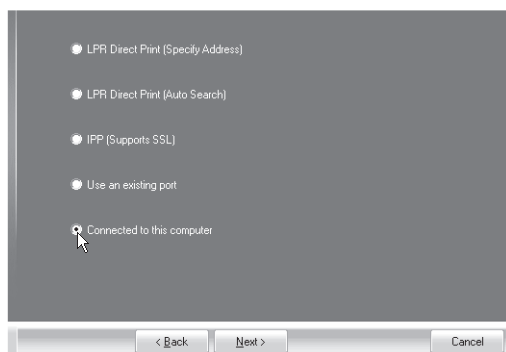 LPR Direct Print (Specify Address)
LPR Direct Print (Auto Search)
IPP (Supports SSL)
Use an existing port
Connected to this computer
< Back Next > Cancel